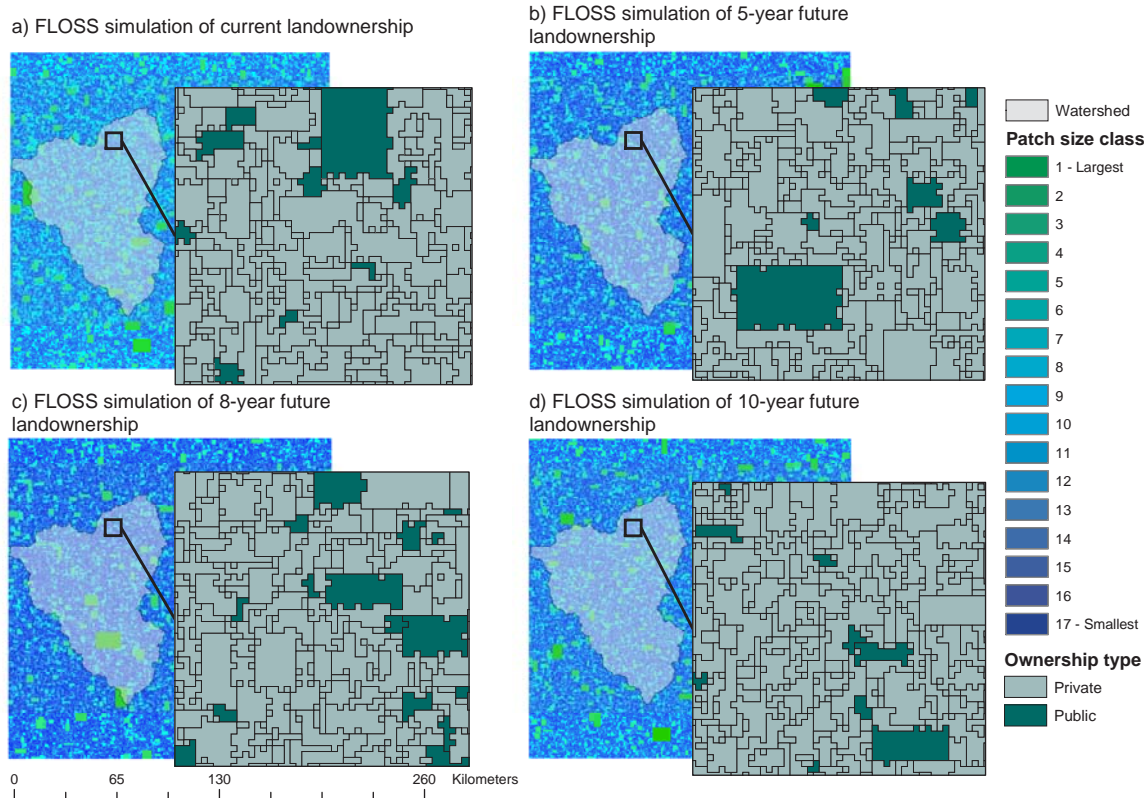 a) FLOSS simulation of current landownership
b) FLOSS simulation of 5-year future
landownership
c) FLOSS simulation of 8-year future
landownership
d) FLOSS simulation of 10-year future
landownership
0 65 130 260 Kilometers
Watershed
Patch size class
1 - Largest
2
3
4
5
6
7
8
9
10
11
12
13
14
15
16
17 - Smallest
Ownership type
Private
Public